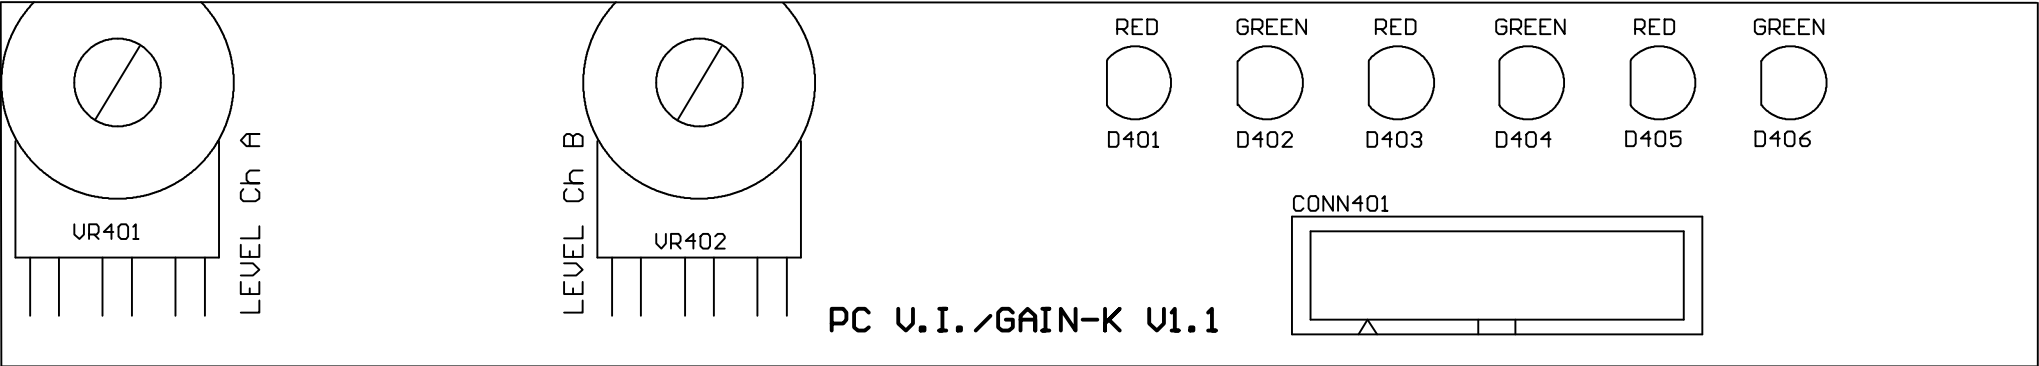 RED GREEN RED GREEN RED GREEN
D401 D402 D403 D404 D405 D406
LEVEL Ch A
LEVEL Ch B
VR401
VR402
CONN401
PC V.I./GAIN-K V1.1